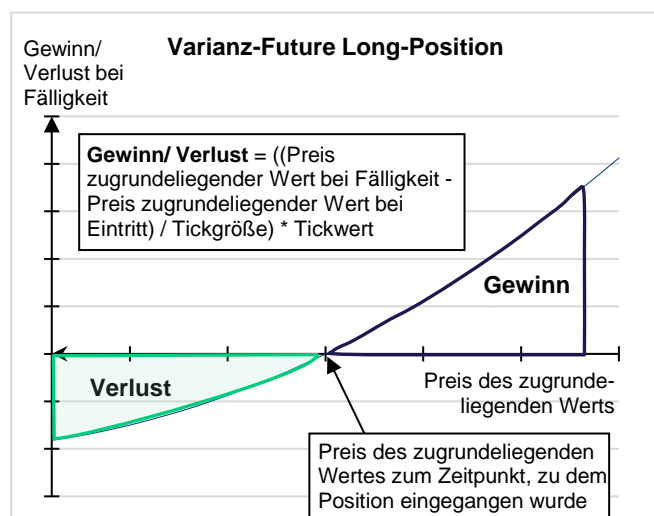 Gewinn/
Verlust bei
Fälligkeit
Varianz-Future Long-Position
Gewinn/ Verlust = ((Preis
zugrundeliegender Wert bei Fälligkeit -
Preis zugrundeliegender Wert bei
Eintritt) / Tickgröße) * Tickwert
Gewinn
Verlust
Preis des zugrunde-
liegenden Werts
Preis des zugrundeliegenden
Wertes zum Zeitpunkt, zu dem
Position eingegangen wurde